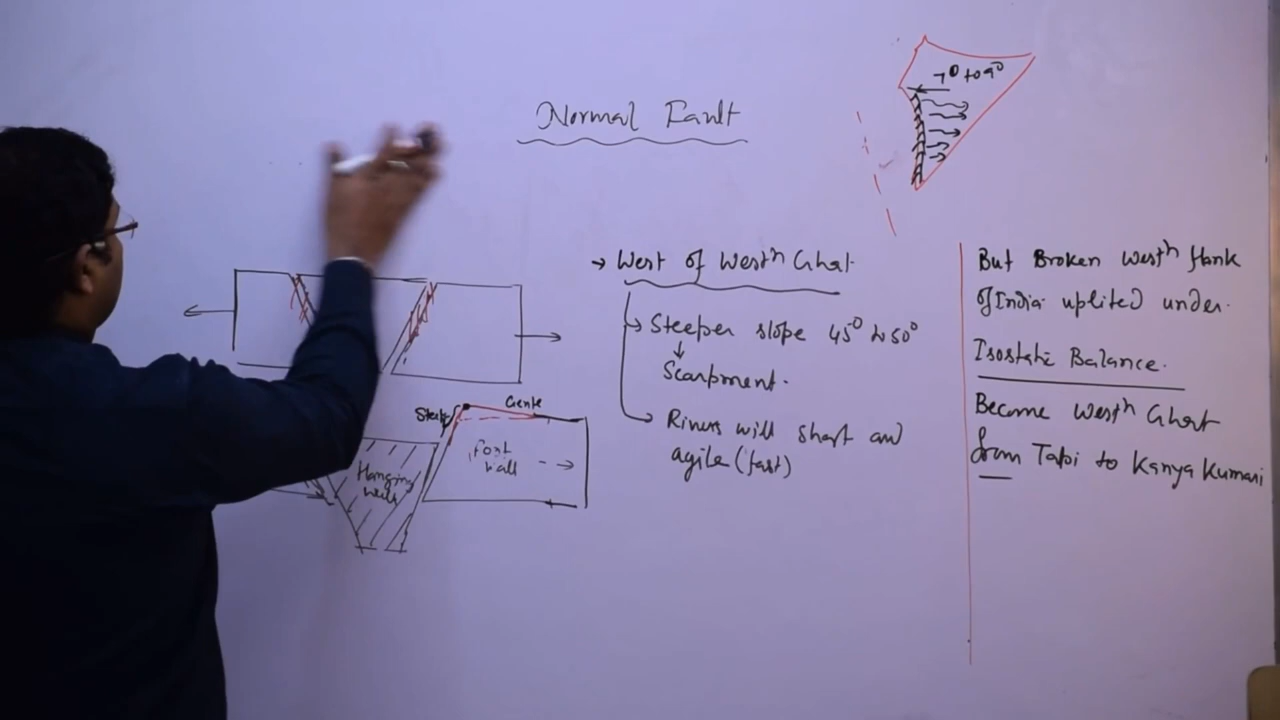 Normal Fault
7° to 9°
→ West of Westn Ghat.
Steeper slope 45° to 50°
Scarpment.
Rivers will short and
agile (fast)
But Broken Westn flank
of India uplited under.
Isostatic Balance.
Become Westn Ghat
from Tapi to Kanya Kumari
Steep
Gentle
Foot
wall
Hanging
wall